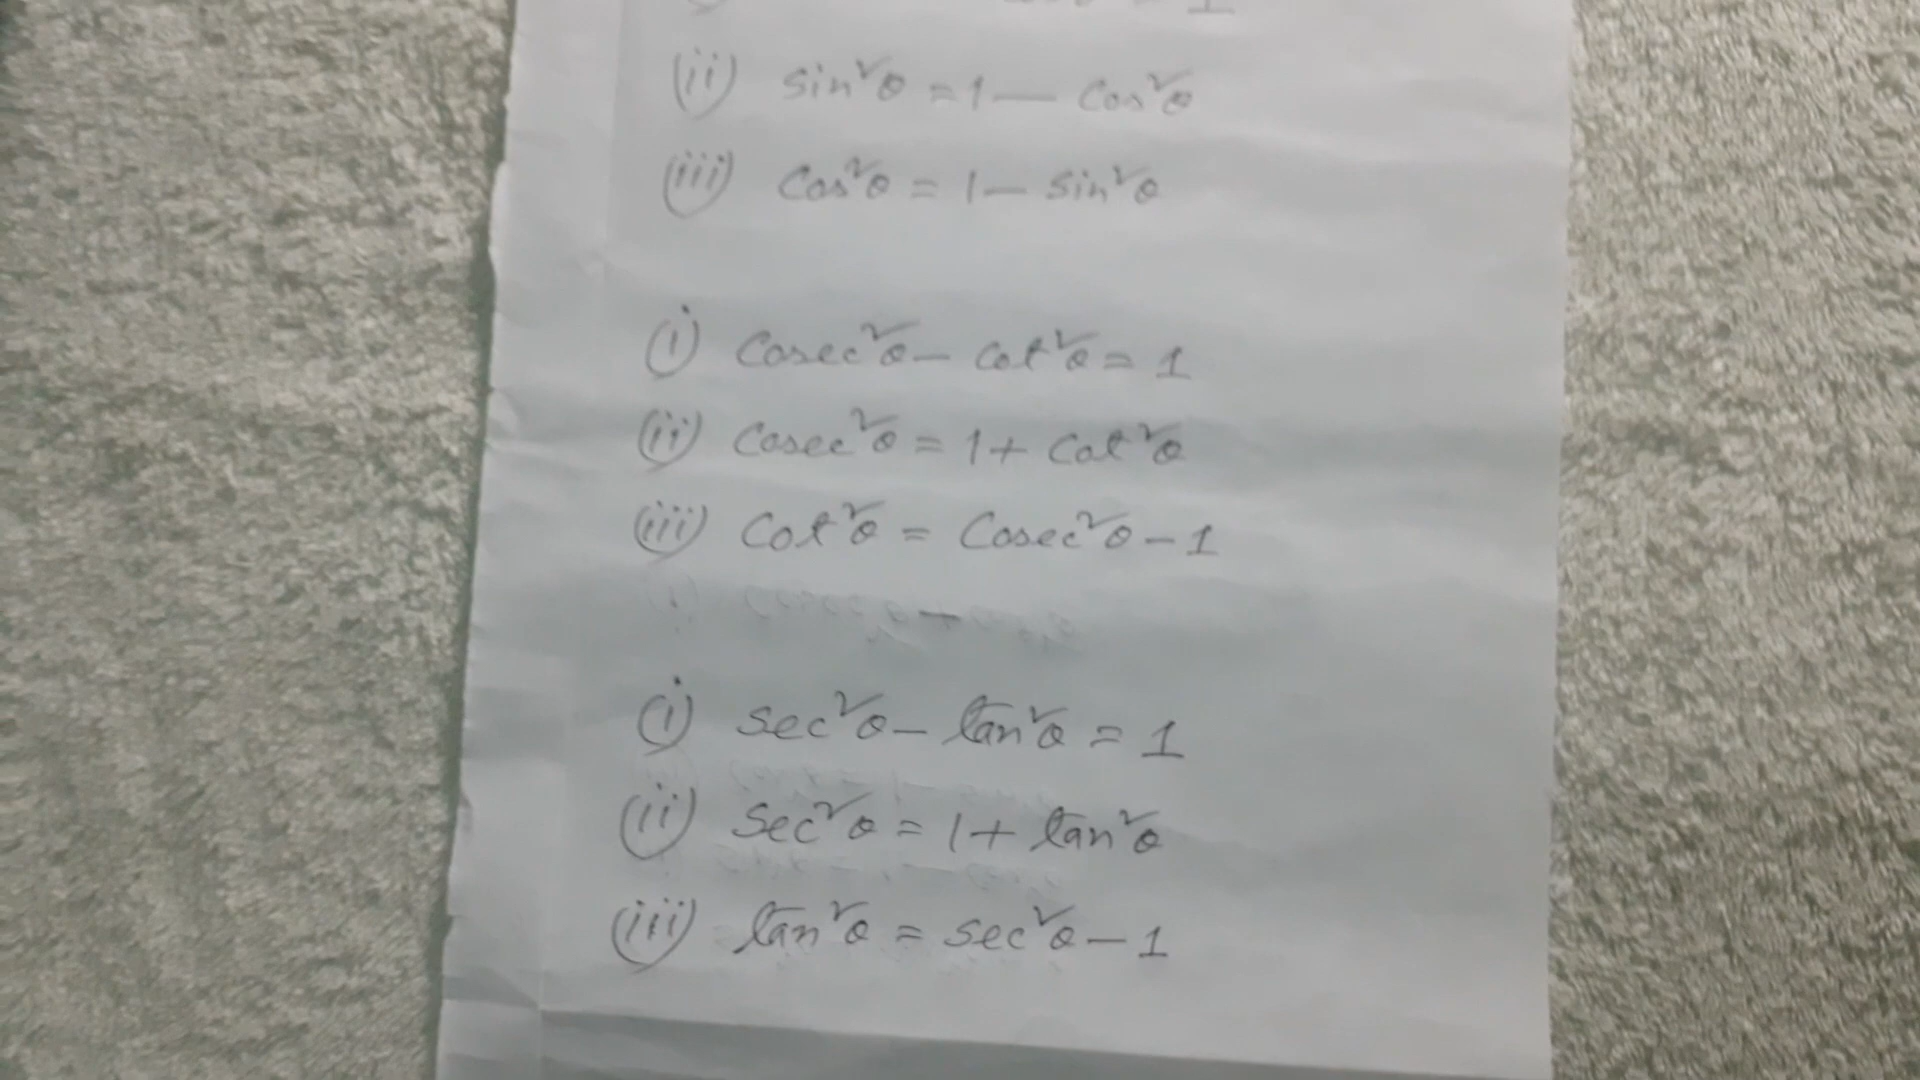 (ii) sin²θ = 1 — cos²θ
(iii) cos²θ = 1 — sin²θ
(i) cosec²θ — cot²θ = 1
(ii) cosec²θ = 1 + cot²θ
(iii) cot²θ = cosec²θ — 1
(i) sec²θ — tan²θ = 1
(ii) sec²θ = 1 + tan²θ
(iii) tan²θ = sec²θ — 1